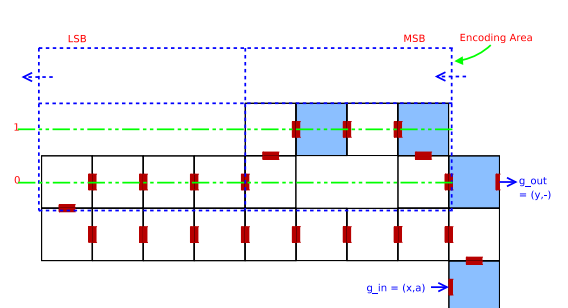 LSB
MSB
Encoding Area
1
0
g_out
= (y,-)
g_in = (x,a)